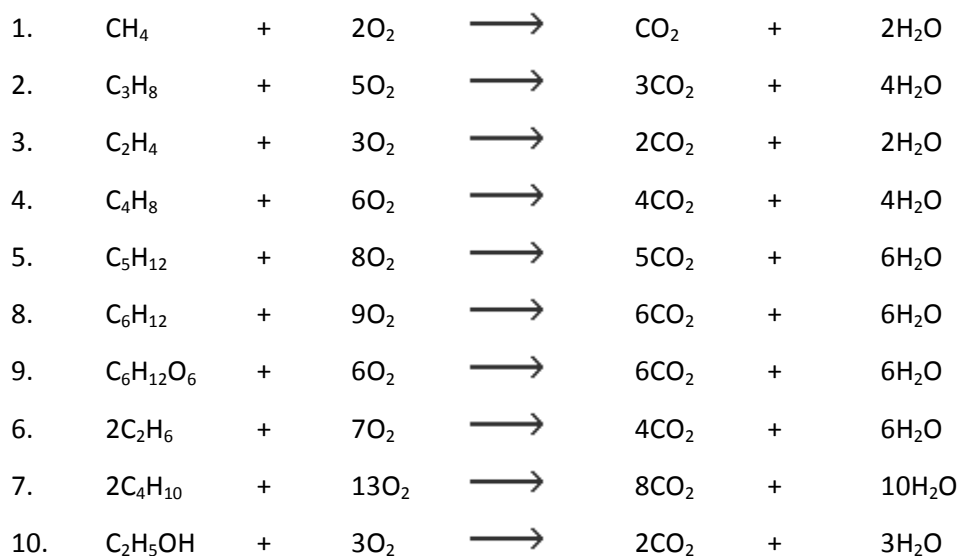 1. CH₄ + 2O₂ ⟶ CO₂ + 2H₂O
2. C₃H₈ + 5O₂ ⟶ 3CO₂ + 4H₂O
3. C₂H₄ + 3O₂ ⟶ 2CO₂ + 2H₂O
4. C₄H₈ + 6O₂ ⟶ 4CO₂ + 4H₂O
5. C₅H₁₂ + 8O₂ ⟶ 5CO₂ + 6H₂O
8. C₆H₁₂ + 9O₂ ⟶ 6CO₂ + 6H₂O
9. C₆H₁₂O₆ + 6O₂ ⟶ 6CO₂ + 6H₂O
6. 2C₂H₆ + 7O₂ ⟶ 4CO₂ + 6H₂O
7. 2C₄H₁₀ + 13O₂ ⟶ 8CO₂ + 10H₂O
10. C₂H₅OH + 3O₂ ⟶ 2CO₂ + 3H₂O